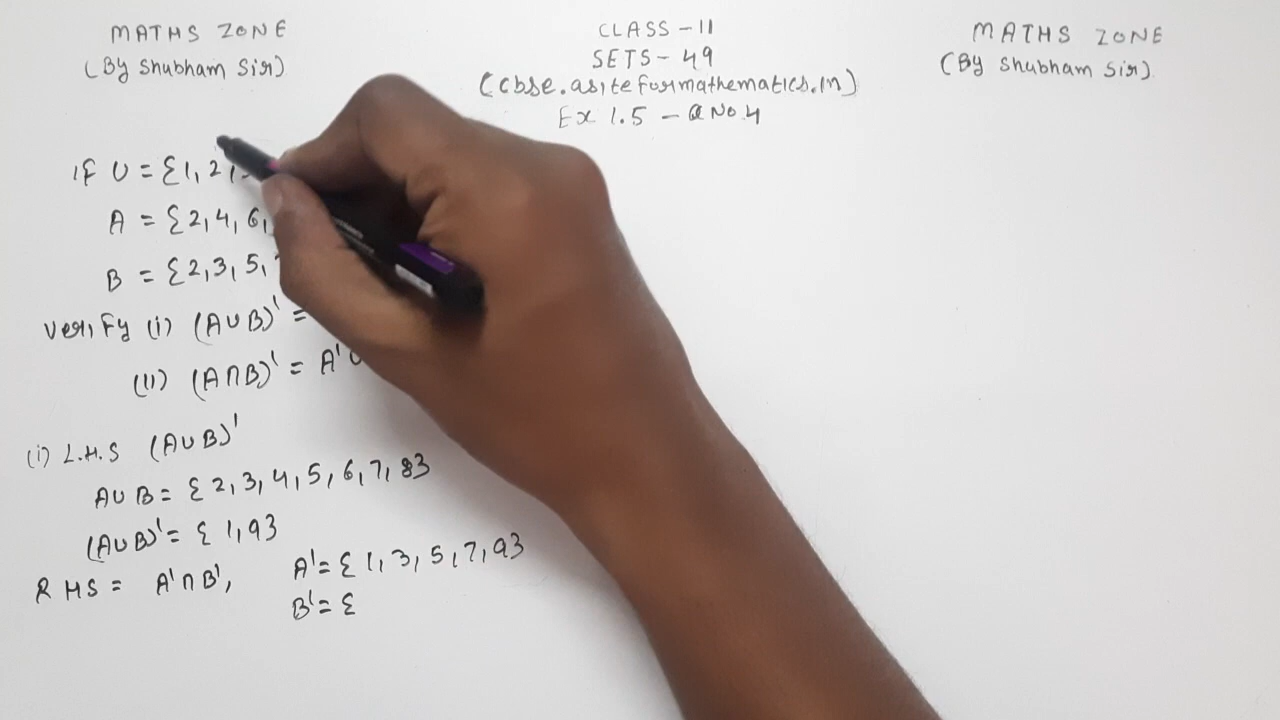 MATHS ZONE
(By Shubham Sir)
CLASS - 11
SETS - 49
(cbse.asiteformathematics.in)
Ex 1.5 - Q No.4
MATHS ZONE
(By Shubham Sir)
If U = {1, 2,
A = {2, 4, 6,
B = {2, 3, 5,
Verify (i) (A∪B)' =
(ii) (A∩B)' = A' ∪
(i) L.H.S (A∪B)'
A∪B = {2, 3, 4, 5, 6, 7, 8}
(A∪B)' = {1, 9}
RHS = A'∩B', A' = {1, 3, 5, 7, 9}
B' = {